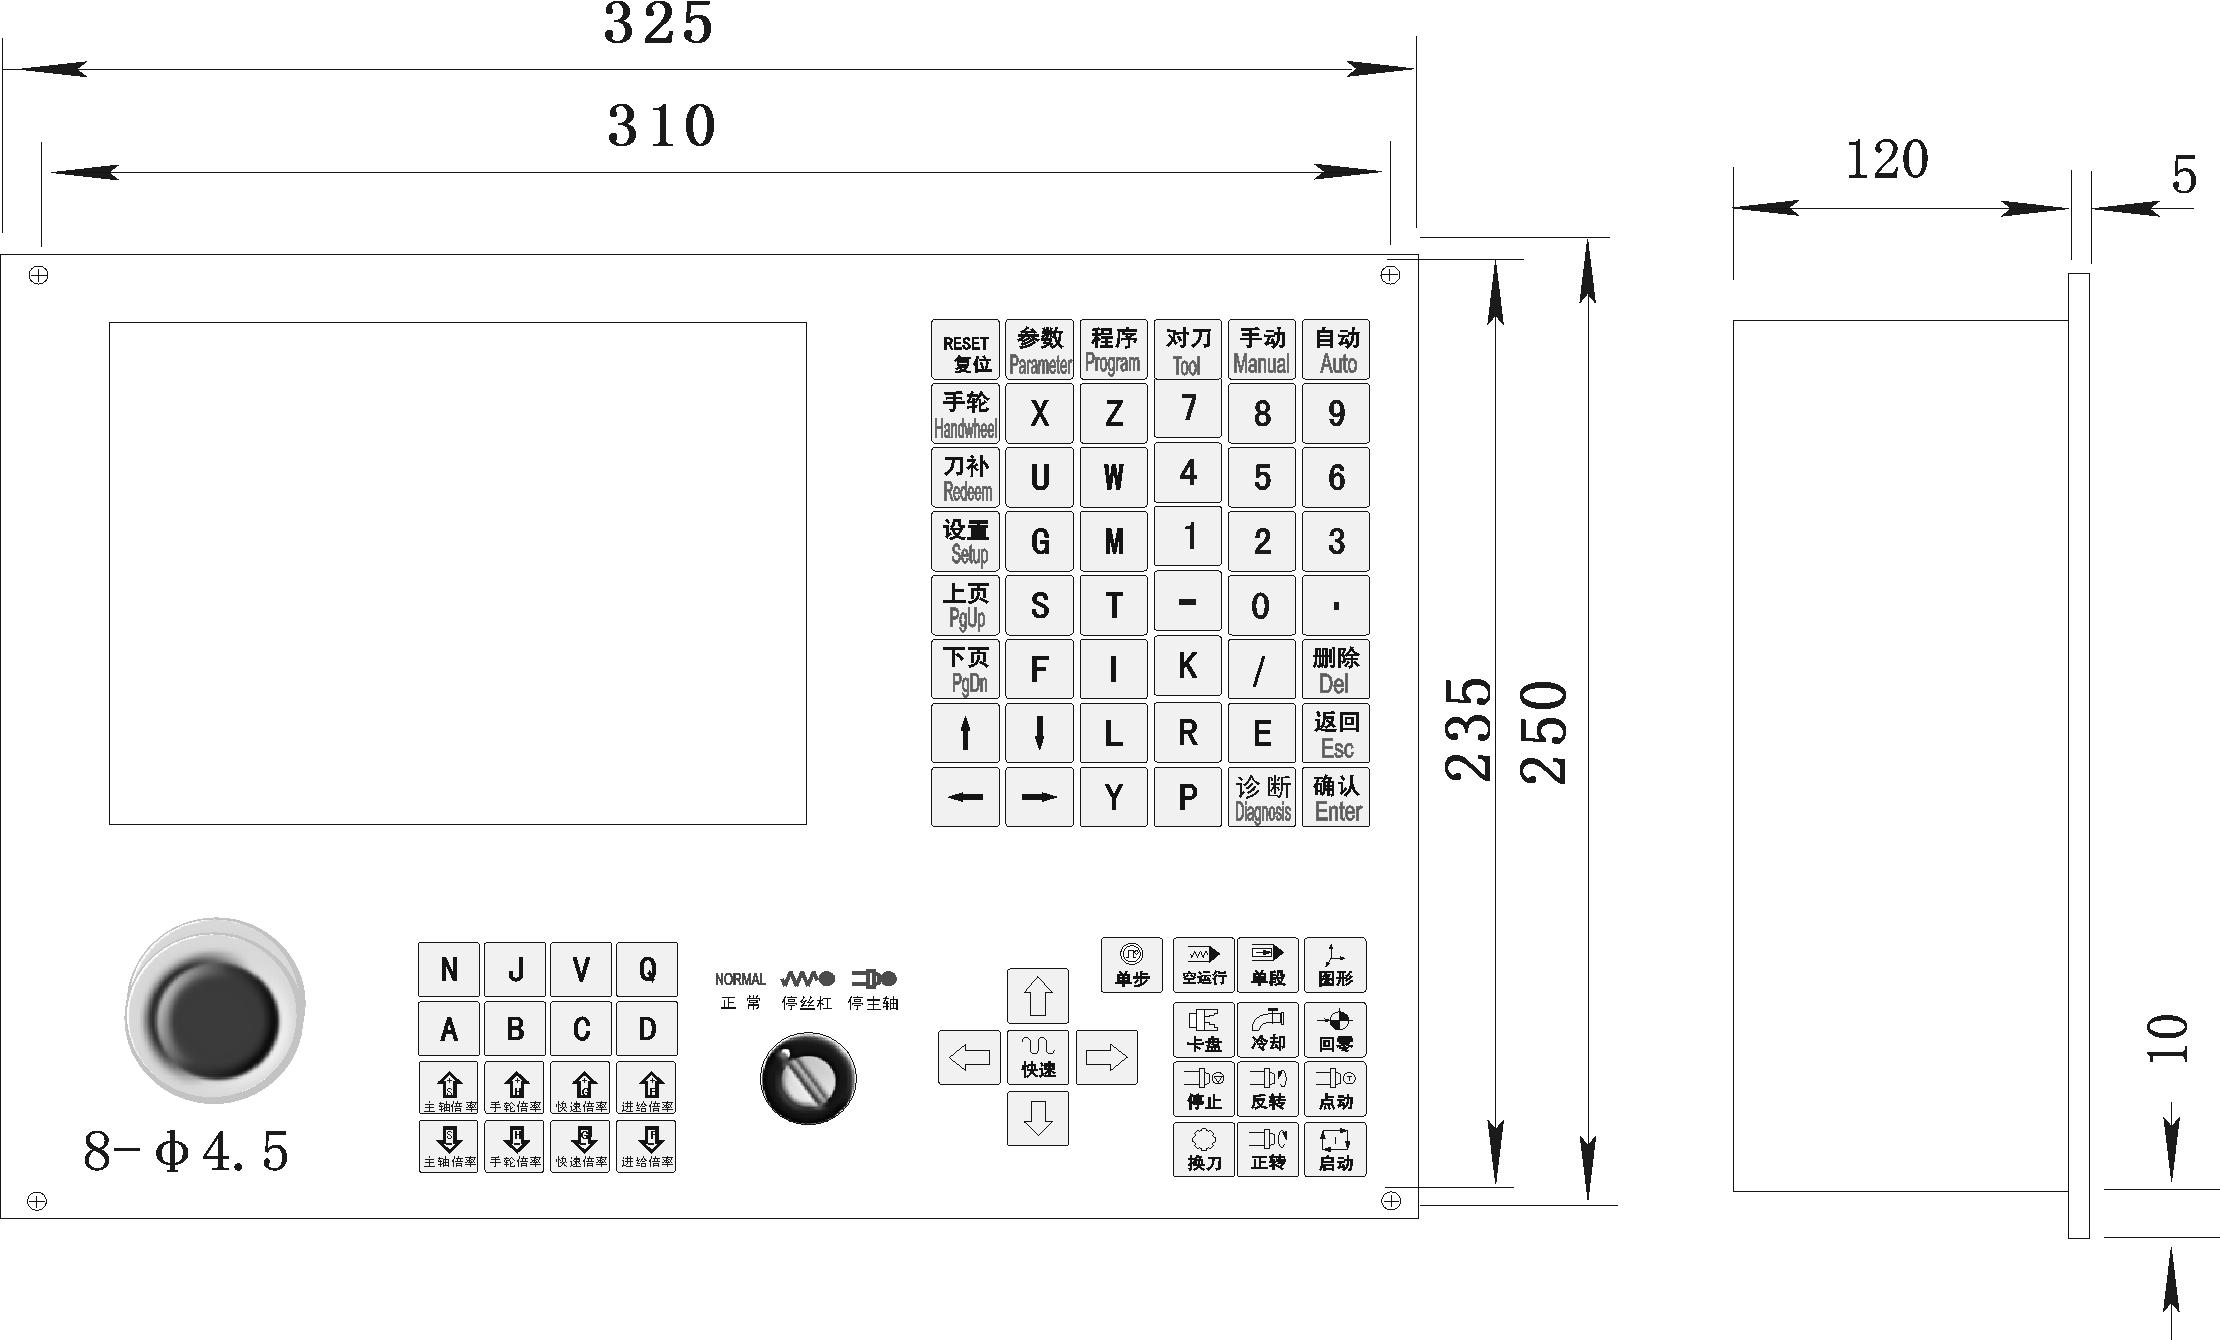 325
310
120
5
RESET
复位
参数
Parameter
程序
Program
对刀
Tool
手动
Manual
自动
Auto
手轮
Handwheel
X
Z
7
8
9
刀补
Redeem
U
W
4
5
6
设置
Setup
G
M
1
2
3
上页
PgUp
S
T
-
0
.
下页
PgDn
F
I
K
/
删除
Del
L
R
E
返回
Esc
Y
P
诊断
Diagnosis
确认
Enter
235
250
N
J
V
Q
A
B
C
D
+
S
主轴倍率
+
H
手轮倍率
+
G
快速倍率
+
F
进给倍率
S
-
主轴倍率
H
-
手轮倍率
G
-
快速倍率
F
-
进给倍率
NORMAL
正 常
停丝杠
停主轴
快速
单步
空运行
单段
图形
卡盘
冷却
回零
停止
反转
点动
换刀
正转
启动
8-Φ4.5
10